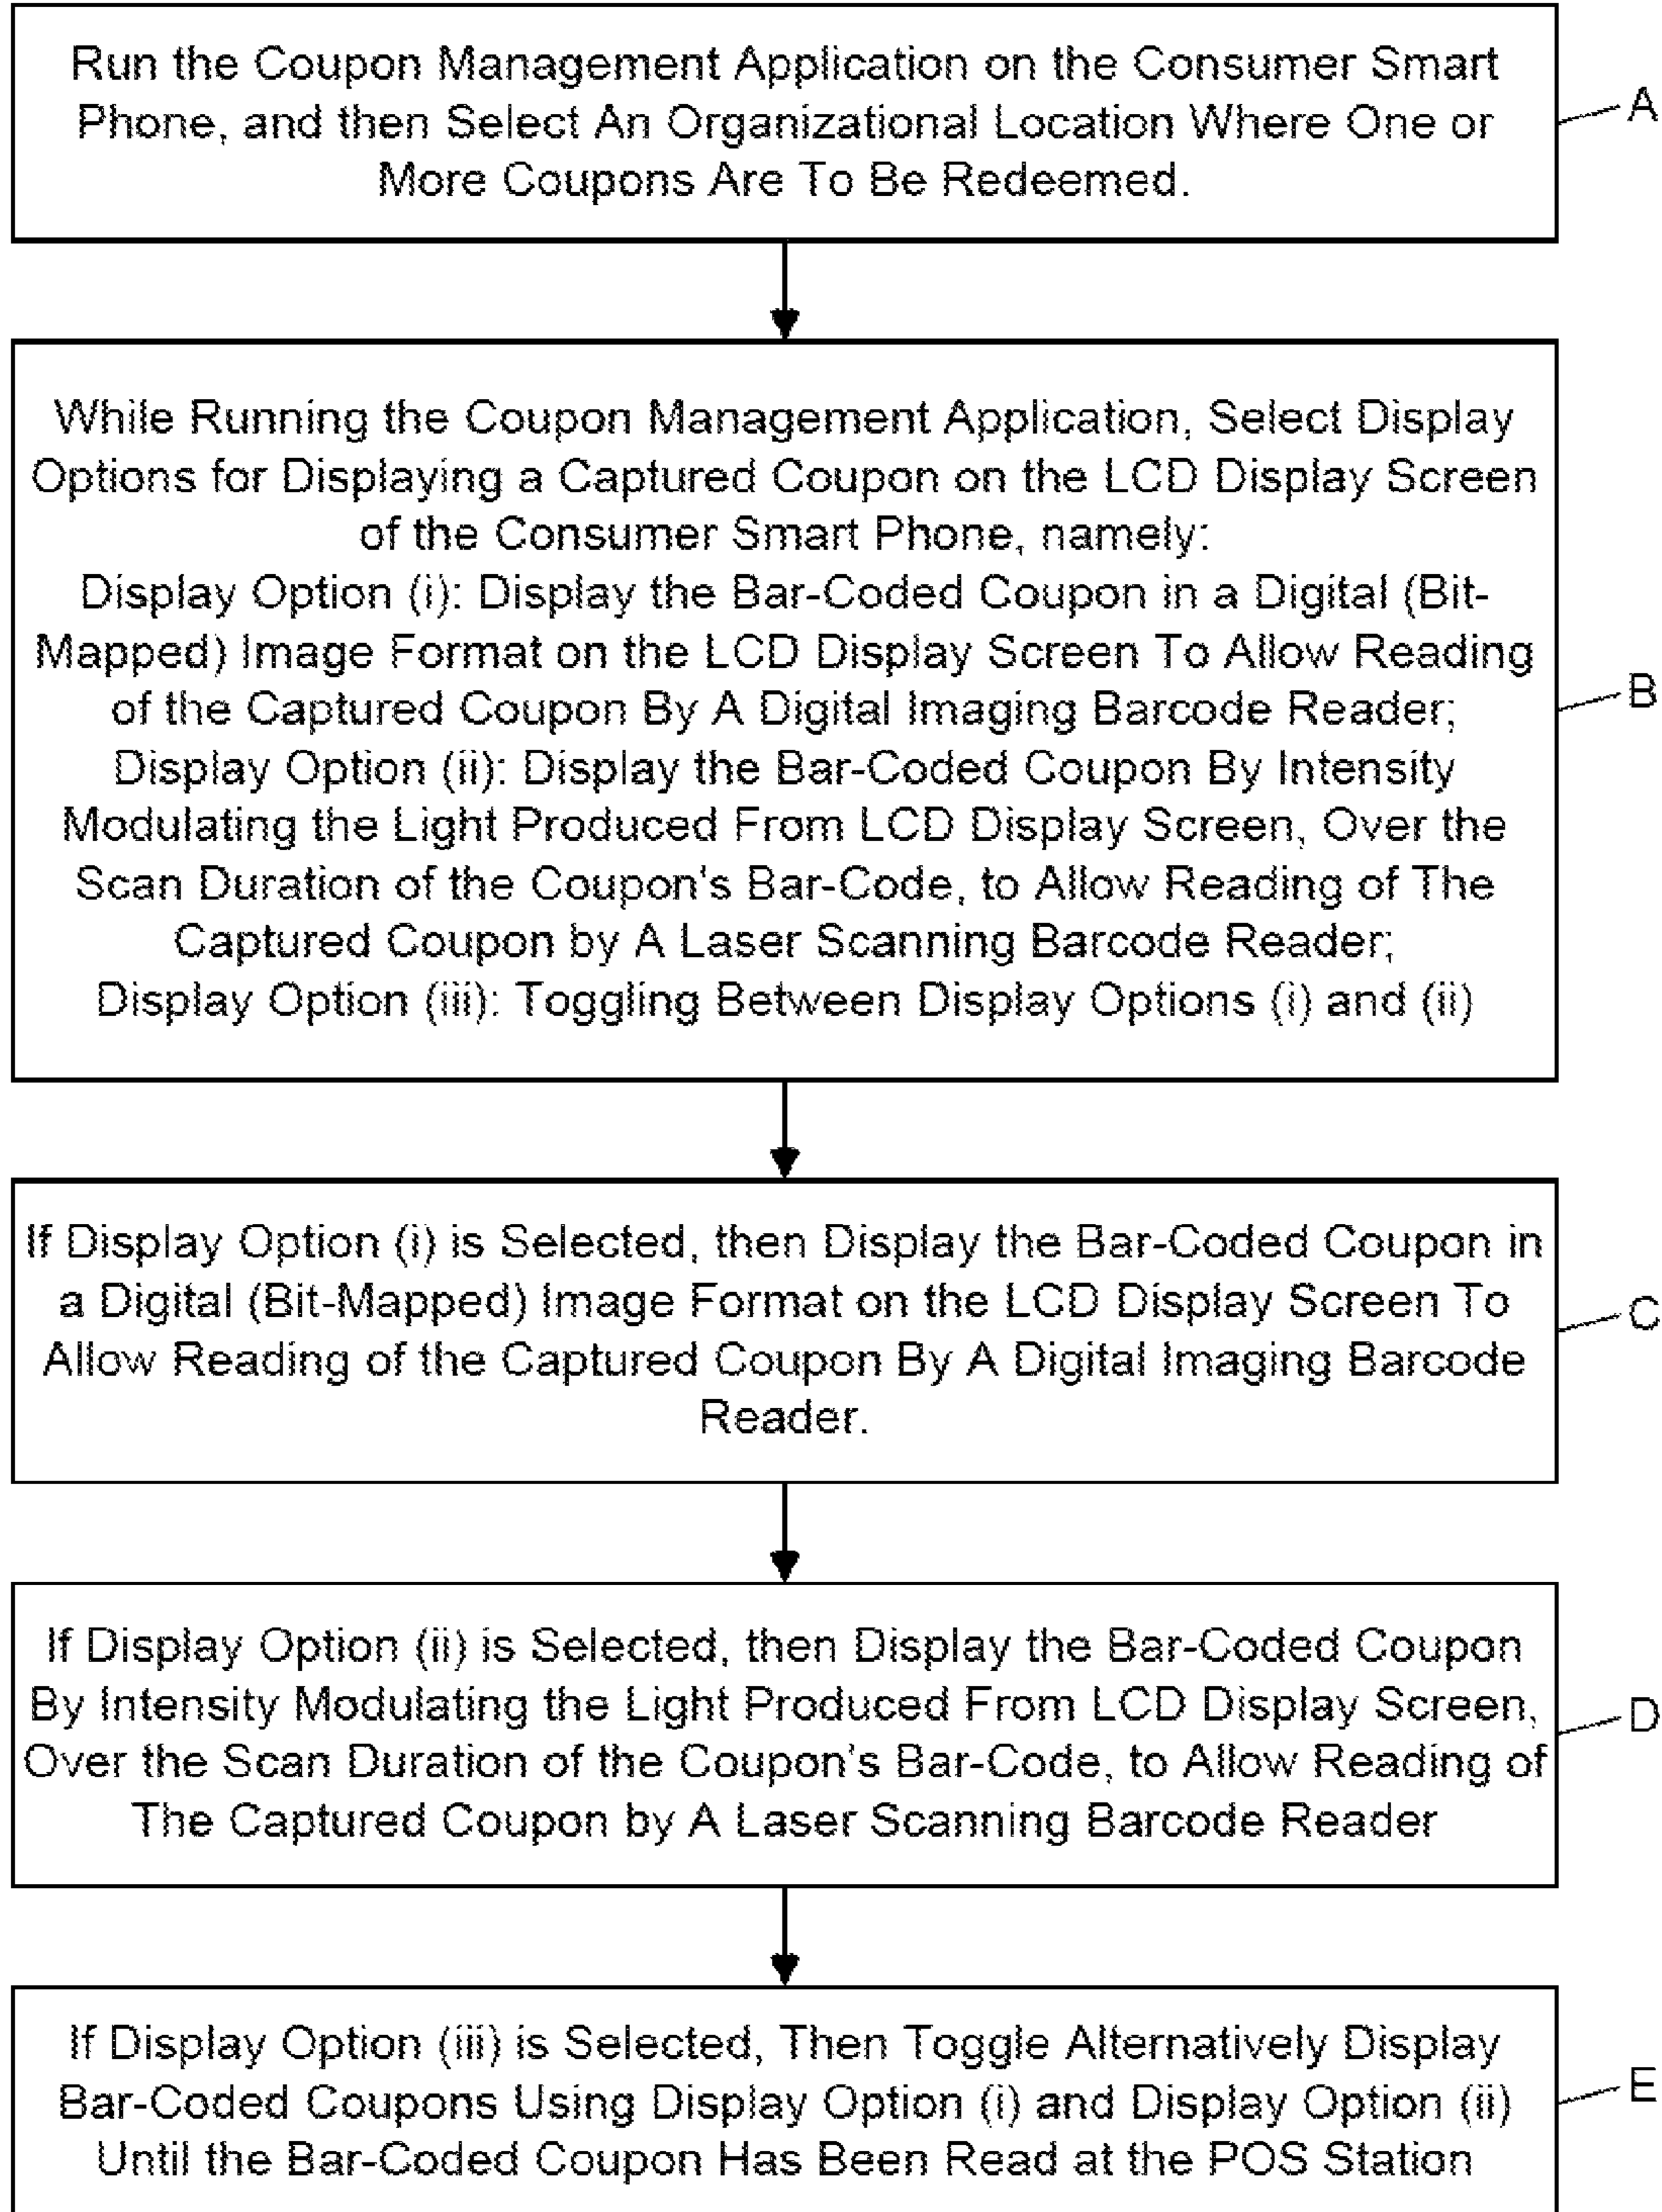 Run the Coupon Management Application on the Consumer Smart
Phone, and then Select An Organizational Location Where One or
More Coupons Are To Be Redeemed.
A
While Running the Coupon Management Application, Select Display
Options for Displaying a Captured Coupon on the LCD Display Screen
of the Consumer Smart Phone, namely:
Display Option (i): Display the Bar-Coded Coupon in a Digital (Bit-
Mapped) Image Format on the LCD Display Screen To Allow Reading
of the Captured Coupon By A Digital Imaging Barcode Reader;
Display Option (ii): Display the Bar-Coded Coupon By Intensity
Modulating the Light Produced From LCD Display Screen, Over the
Scan Duration of the Coupon's Bar-Code, to Allow Reading of The
Captured Coupon by A Laser Scanning Barcode Reader;
Display Option (iii): Toggling Between Display Options (i) and (ii)
B
If Display Option (i) is Selected, then Display the Bar-Coded Coupon in
a Digital (Bit-Mapped) Image Format on the LCD Display Screen To
Allow Reading of the Captured Coupon By A Digital Imaging Barcode
Reader.
C
If Display Option (ii) is Selected, then Display the Bar-Coded Coupon
By Intensity Modulating the Light Produced From LCD Display Screen,
Over the Scan Duration of the Coupon's Bar-Code, to Allow Reading of
The Captured Coupon by A Laser Scanning Barcode Reader
D
If Display Option (iii) is Selected, Then Toggle Alternatively Display
Bar-Coded Coupons Using Display Option (i) and Display Option (ii)
Until the Bar-Coded Coupon Has Been Read at the POS Station
E